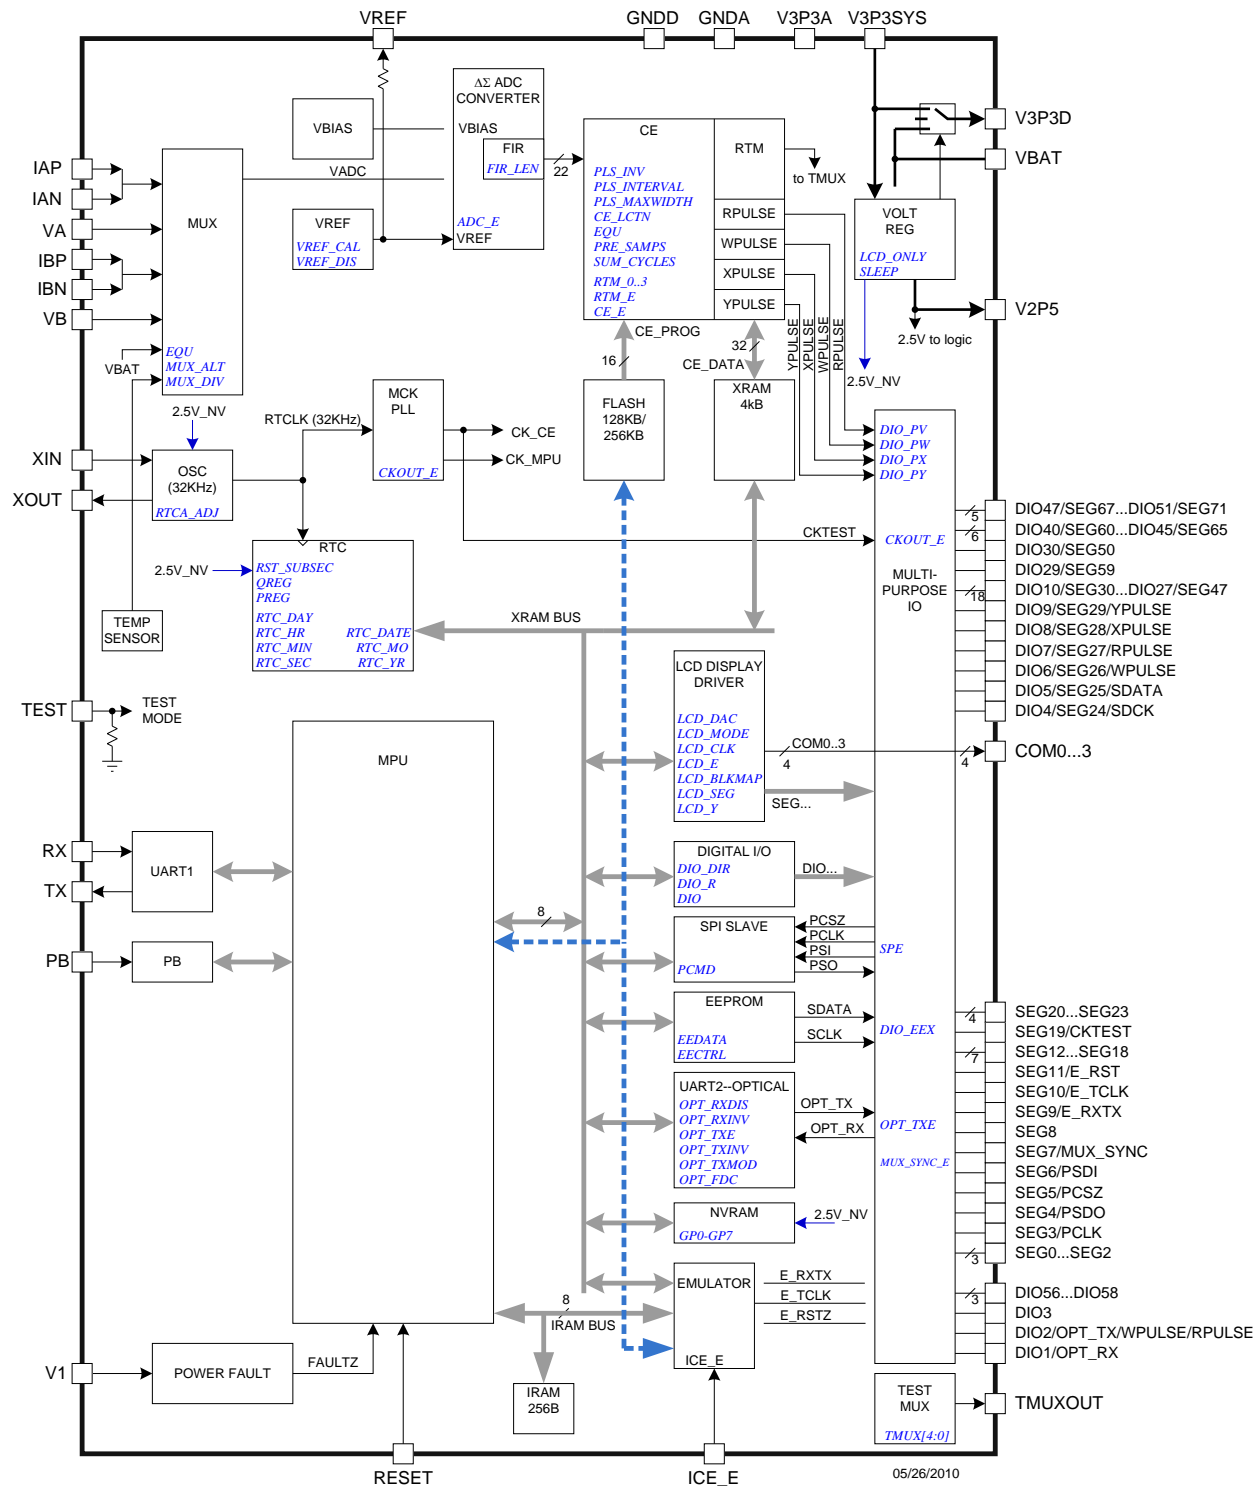 VREF
GNDD
GNDA
V3P3A
V3P3SYS
IAP
IAN
VA
IBP
IBN
VB
XIN
XOUT
TEST
RX
TX
PB
V1
MUX
EQU
MUX_ALT
MUX_DIV
VBAT
VBIAS
VADC
VREF
VREF_CAL
VREF_DIS
ΔΣ ADC
CONVERTER
VBIAS
FIR
FIR_LEN
ADC_E
VREF
22
CE
PLS_INV
PLS_INTERVAL
PLS_MAXWIDTH
CE_LCTN
EQU
PRE_SAMPS
SUM_CYCLES
RTM_0..3
RTM_E
CE_E
RTM
to TMUX
RPULSE
WPULSE
XPULSE
YPULSE
YPULSE
XPULSE
WPULSE
RPULSE
VOLT
REG
LCD_ONLY
SLEEP
2.5V to logic
2.5V_NV
V3P3D
VBAT
V2P5
CE_PROG
16
32
CE_DATA
FLASH
128KB/
256KB
XRAM
4kB
2.5V_NV
RTCLK (32KHz)
OSC
(32KHz)
RTCA_ADJ
MCK
PLL
CKOUT_E
CK_CE
CK_MPU
CKTEST
RTC
2.5V_NV
RST_SUBSEC
QREG
PREG
RTC_DAY
RTC_HR
RTC_MIN
RTC_SEC
RTC_DATE
RTC_MO
RTC_YR
TEMP
SENSOR
XRAM BUS
TEST
MODE
MPU
UART1
PB
8
POWER FAULT
FAULTZ
8
IRAM BUS
IRAM
256B
LCD DISPLAY
DRIVER
LCD_DAC
LCD_MODE
LCD_CLK
LCD_E
LCD_BLKMAP
LCD_SEG
LCD_Y
COM0..3
4
SEG...
DIGITAL I/O
DIO_DIR
DIO_R
DIO
DIO...
SPI SLAVE
PCMD
PCSZ
PCLK
PSI
PSO
EEPROM
EEDATA
EECTRL
SDATA
SCLK
UART2--OPTICAL
OPT_RXDIS
OPT_RXINV
OPT_TXE
OPT_TXINV
OPT_TXMOD
OPT_FDC
OPT_TX
OPT_RX
NVRAM
GP0-GP7
2.5V_NV
EMULATOR
ICE_E
E_RXTX
E_TCLK
E_RSTZ
DIO_PV
DIO_PW
DIO_PX
DIO_PY
CKOUT_E
MULTI-
PURPOSE
IO
SPE
DIO_EEX
OPT_TXE
MUX_SYNC_E
TEST
MUX
TMUX[4:0]
5
DIO47/SEG67...DIO51/SEG71
6
DIO40/SEG60...DIO45/SEG65
DIO30/SEG50
DIO29/SEG59
18
DIO10/SEG30...DIO27/SEG47
DIO9/SEG29/YPULSE
DIO8/SEG28/XPULSE
DIO7/SEG27/RPULSE
DIO6/SEG26/WPULSE
DIO5/SEG25/SDATA
DIO4/SEG24/SDCK
4
COM0...3
4
SEG20...SEG23
SEG19/CKTEST
7
SEG12...SEG18
SEG11/E_RST
SEG10/E_TCLK
SEG9/E_RXTX
SEG8
SEG7/MUX_SYNC
SEG6/PSDI
SEG5/PCSZ
SEG4/PSDO
SEG3/PCLK
3
SEG0...SEG2
3
DIO56...DIO58
DIO3
DIO2/OPT_TX/WPULSE/RPULSE
DIO1/OPT_RX
TMUXOUT
RESET
ICE_E
05/26/2010